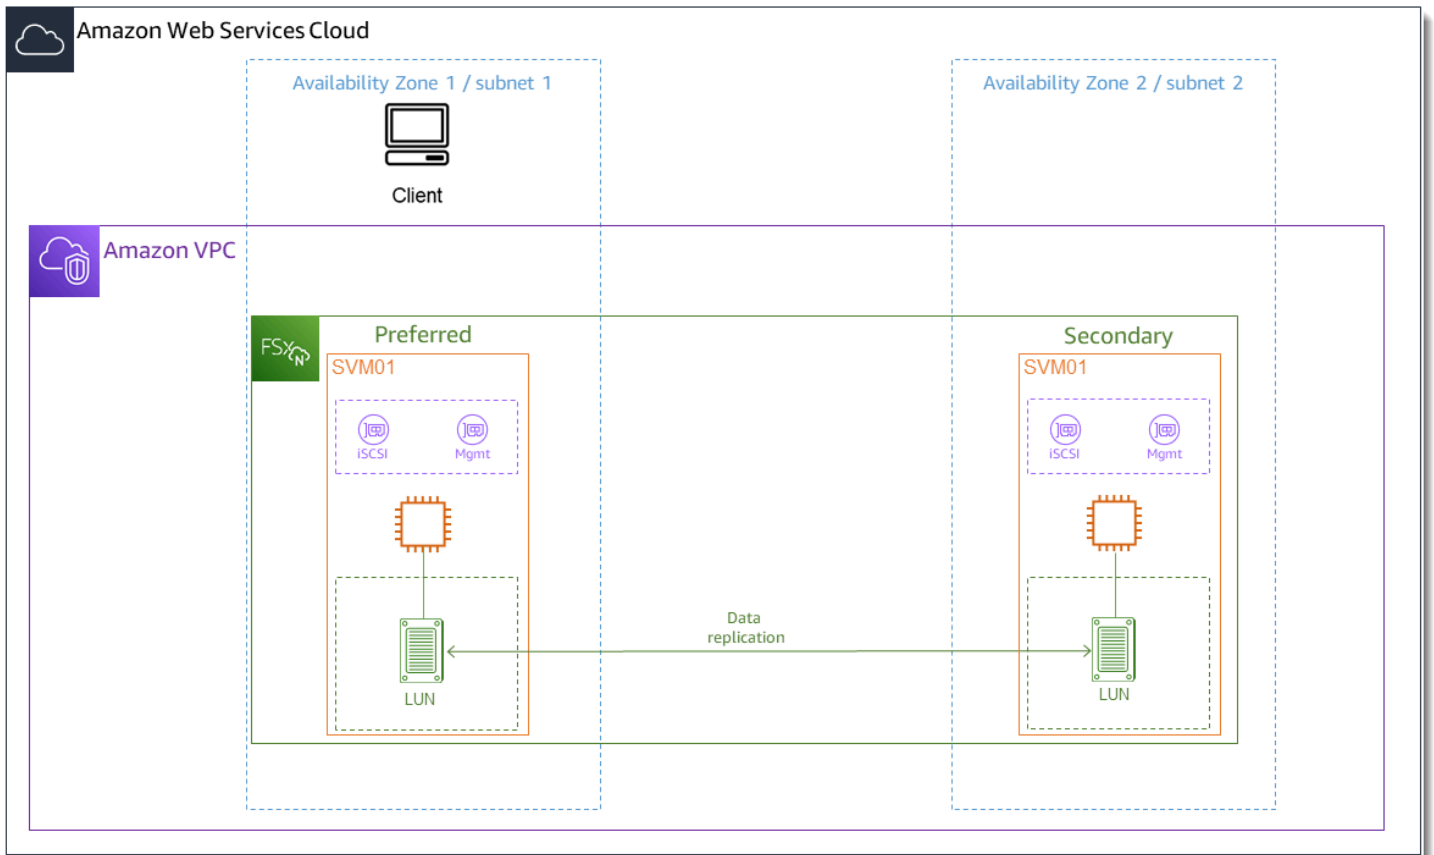 Amazon Web Services Cloud
Availability Zone 1 / subnet 1
Availability Zone 2 / subnet 2
Client
Amazon VPC
FSx N
Preferred
Secondary
SVM01
SVM01
iSCSI
Mgmt
iSCSI
Mgmt
Data
replication
LUN
LUN